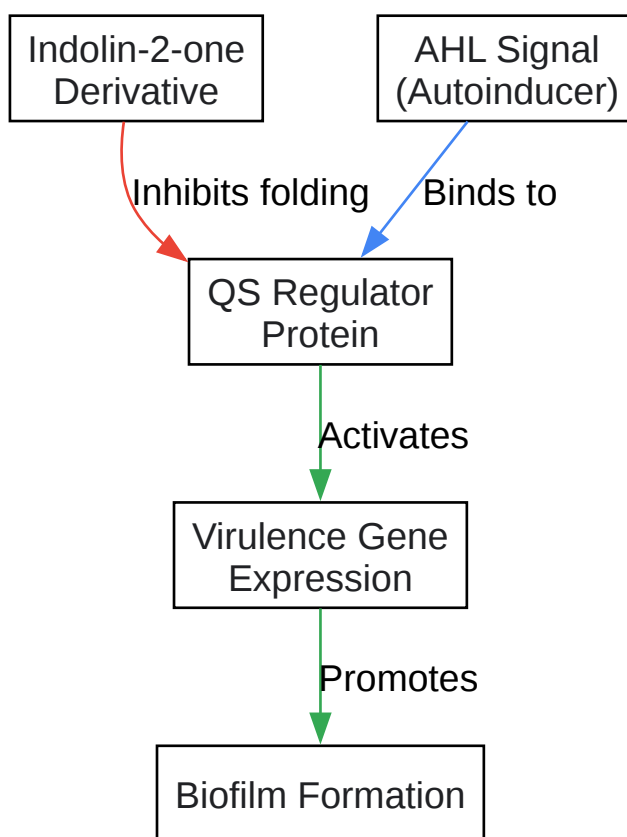 Indolin-2-one
Derivative
AHL Signal
(Autoinducer)
Inhibits folding
Binds to
QS Regulator
Protein
Activates
Virulence Gene
Expression
Promotes
Biofilm Formation